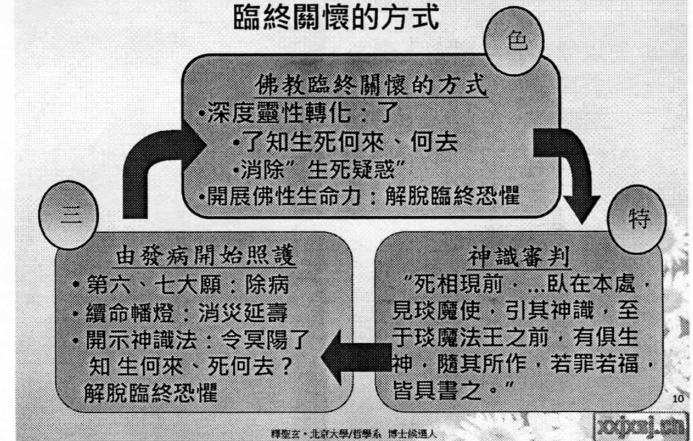 臨終關懷的方式
色
佛教臨終關懷的方式
•深度靈性轉化：了
•了知生死何來、何去
•消除”生死疑惑”
•開展佛性生命力：解脫臨終恐懼
三
特
由發病開始照護
• 第六、七大願：除病
• 續命幡燈：消災延壽
• 開示神識法：令冥陽了
知 生何來、死何去？
解脫臨終恐懼
神識審判
“死相現前，…臥在本處，
見琰魔使，引其神識，至
于琰魔法王之前，有俱生
神，隨其所作，若罪若福，
皆具書之。”
10
釋聖玄・北京大學/哲學系 博士候選人